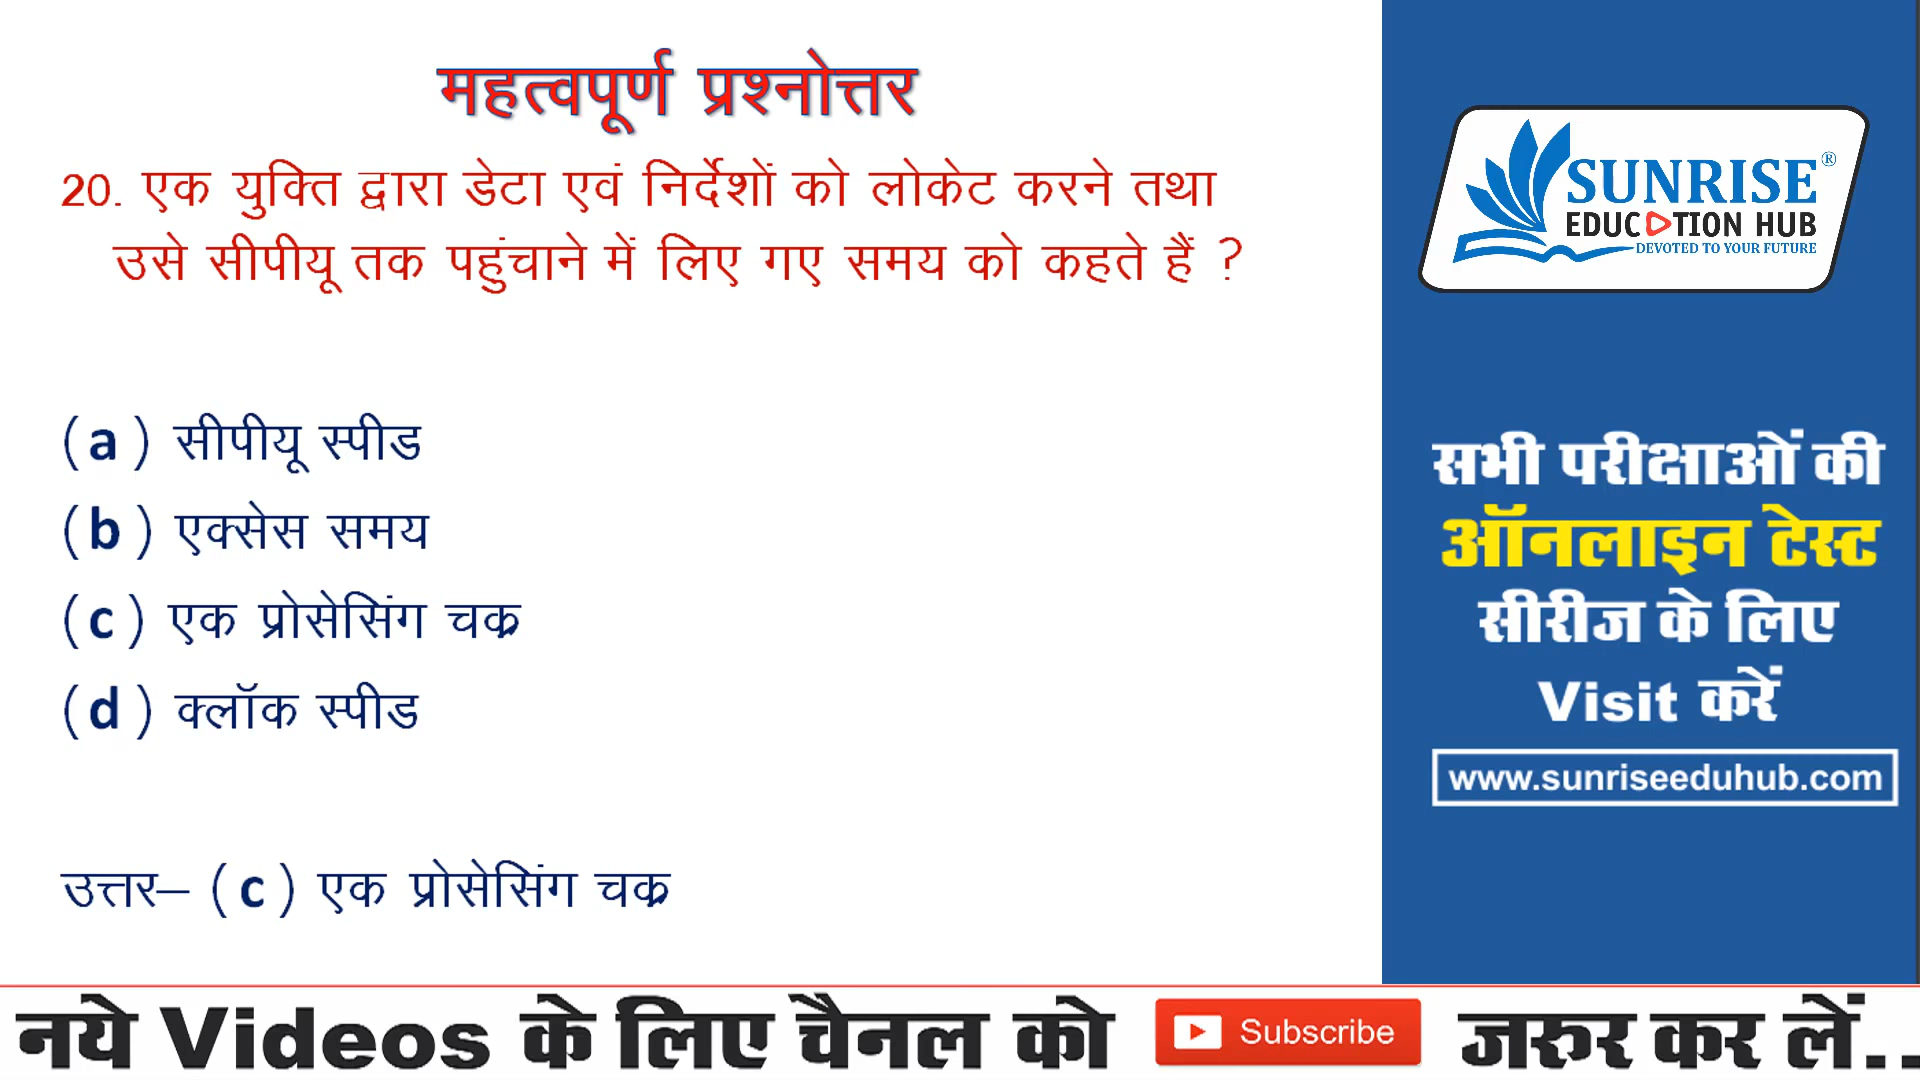 महत्वपूर्ण प्रश्नोत्तर
20. एक युक्ति द्वारा डेटा एवं निर्देशों को लोकेट करने तथा
उसे सीपीयू तक पहुंचाने में लिए गए समय को कहते हैं ?
(a) सीपीयू स्पीड
(b) एक्सेस समय
(c) एक प्रोसेसिंग चक्र
(d) क्लॉक स्पीड
उत्तर– (c) एक प्रोसेसिंग चक्र
SUNRISE®
EDUCATION HUB
DEVOTED TO YOUR FUTURE
सभी परीक्षाओं की
ऑनलाइन टेस्ट
सीरीज के लिए
Visit करें
www.sunriseeduhub.com
नये Videos के लिए चैनल को Subscribe जरुर कर लें..